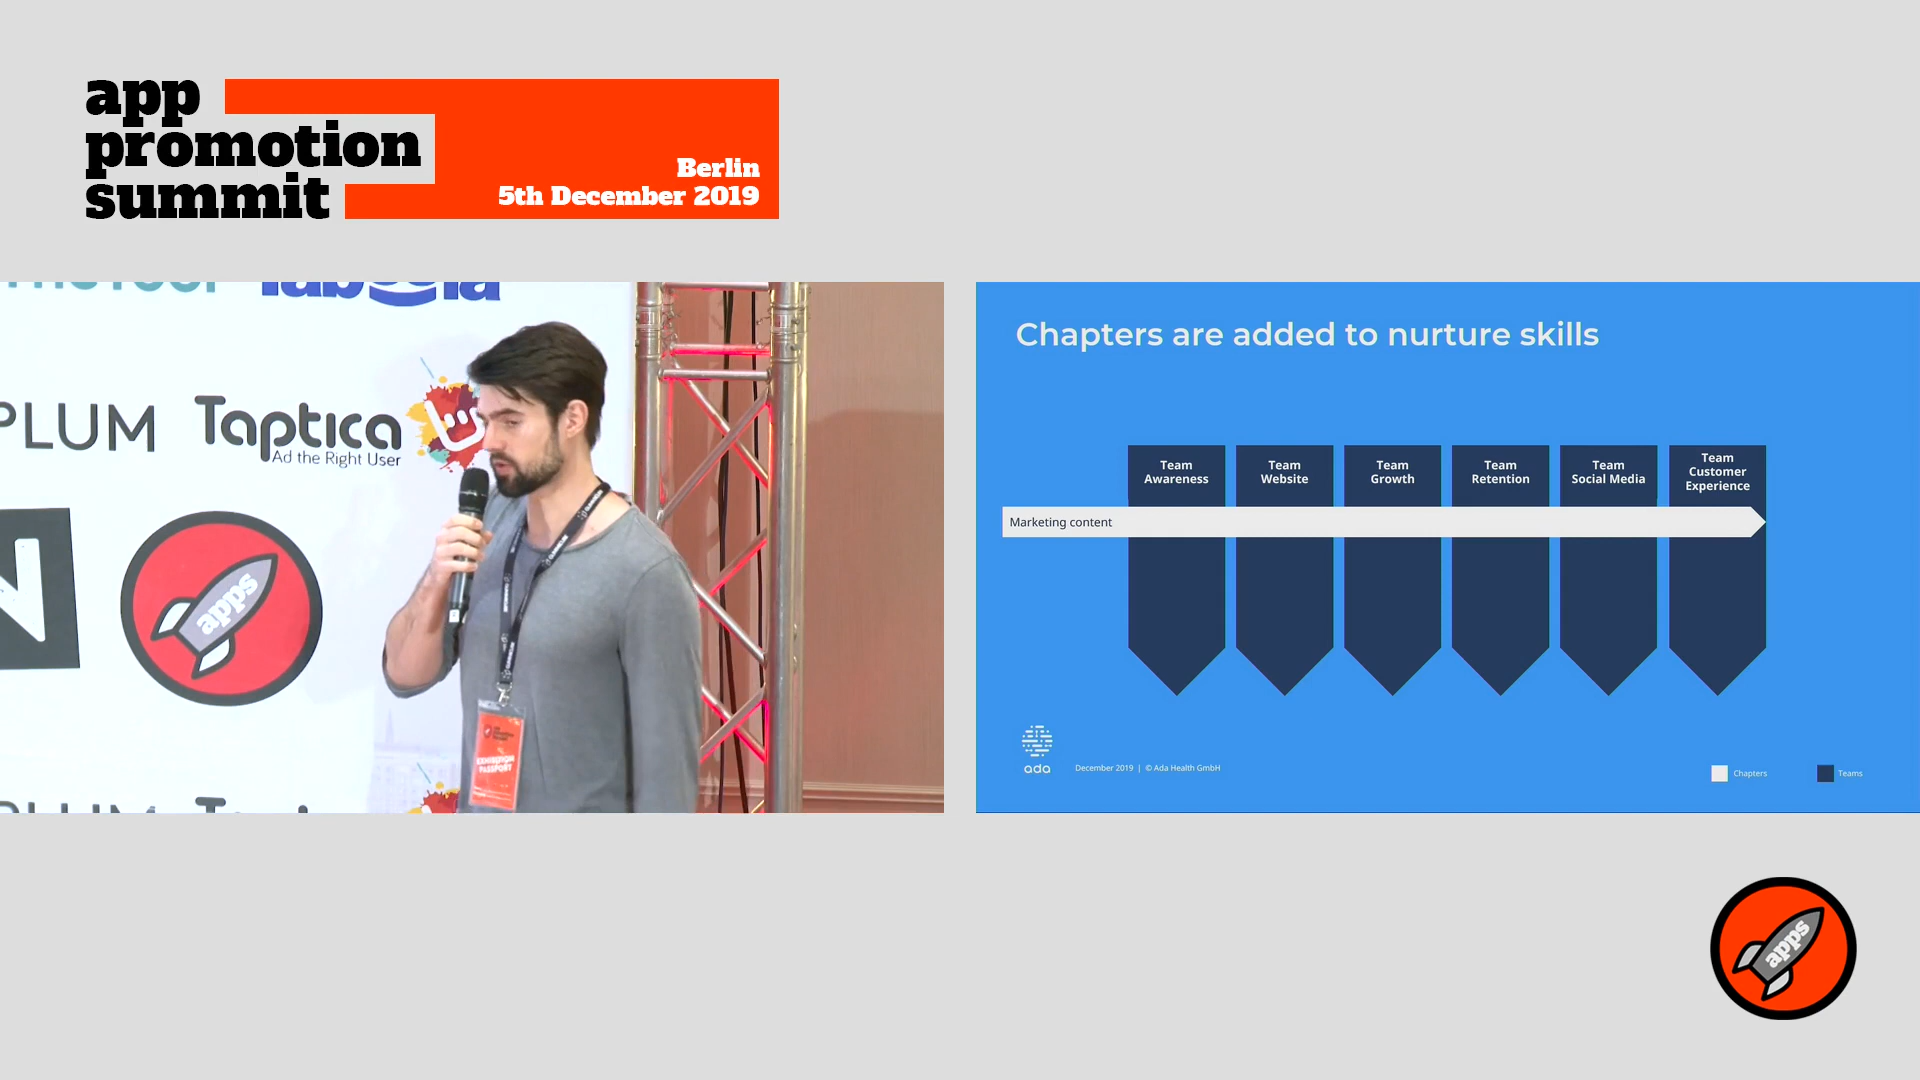 app
promotion
summit
Berlin
5th December 2019
PLUM
Taptica
Ad the Right User
apps
EXHIBITION
PASSPORT
Chapters are added to nurture skills
Team
Awareness
Team
Website
Team
Growth
Team
Retention
Team
Social Media
Team
Customer
Experience
Marketing content
ada
December 2019 | © Ada Health GmbH
Chapters
Teams
apps